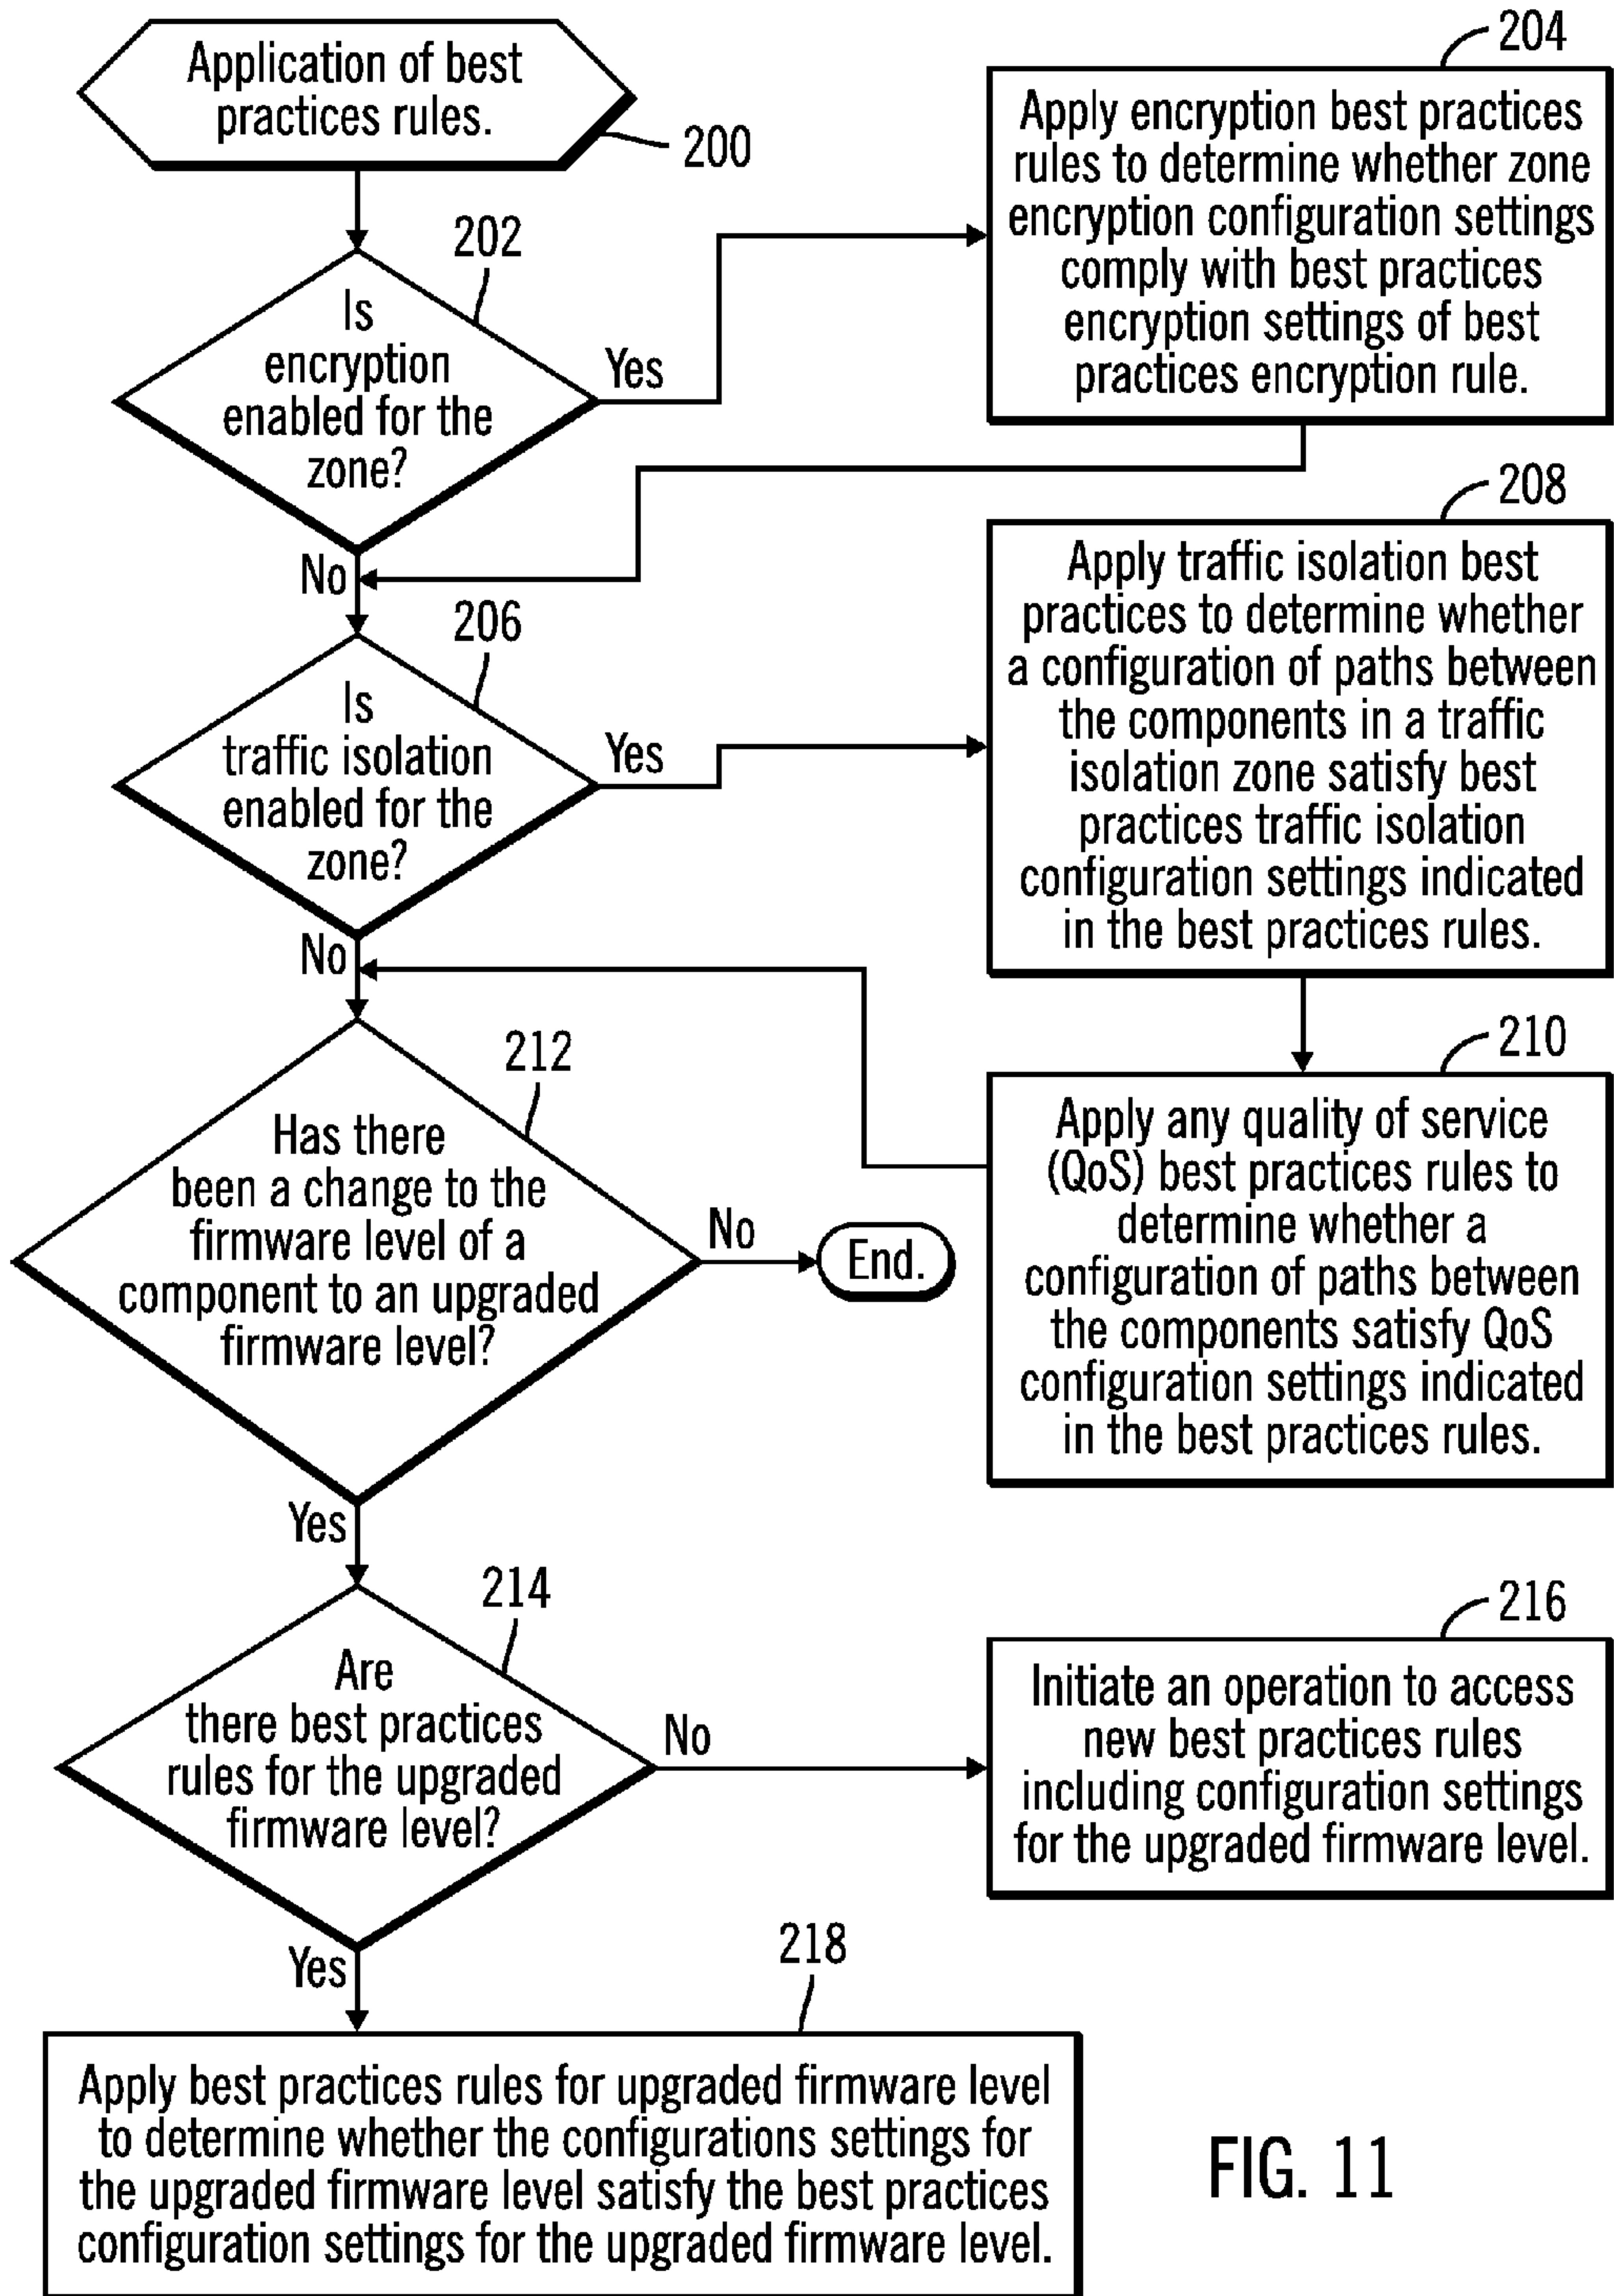 Application of best
practices rules.
200
204
Apply encryption best practices
rules to determine whether zone
encryption configuration settings
comply with best practices
encryption settings of best
practices encryption rule.
202
Is
encryption
enabled for the
zone?
Yes
No
208
Apply traffic isolation best
practices to determine whether
a configuration of paths between
the components in a traffic
isolation zone satisfy best
practices traffic isolation
configuration settings indicated
in the best practices rules.
206
Is
traffic isolation
enabled for the
zone?
Yes
No
210
Apply any quality of service
(QoS) best practices rules to
determine whether a
configuration of paths between
the components satisfy QoS
configuration settings indicated
in the best practices rules.
212
Has there
been a change to the
firmware level of a
component to an upgraded
firmware level?
No
End.
Yes
214
Are
there best practices
rules for the upgraded
firmware level?
No
216
Initiate an operation to access
new best practices rules
including configuration settings
for the upgraded firmware level.
Yes
218
Apply best practices rules for upgraded firmware level
to determine whether the configurations settings for
the upgraded firmware level satisfy the best practices
configuration settings for the upgraded firmware level.
FIG. 11